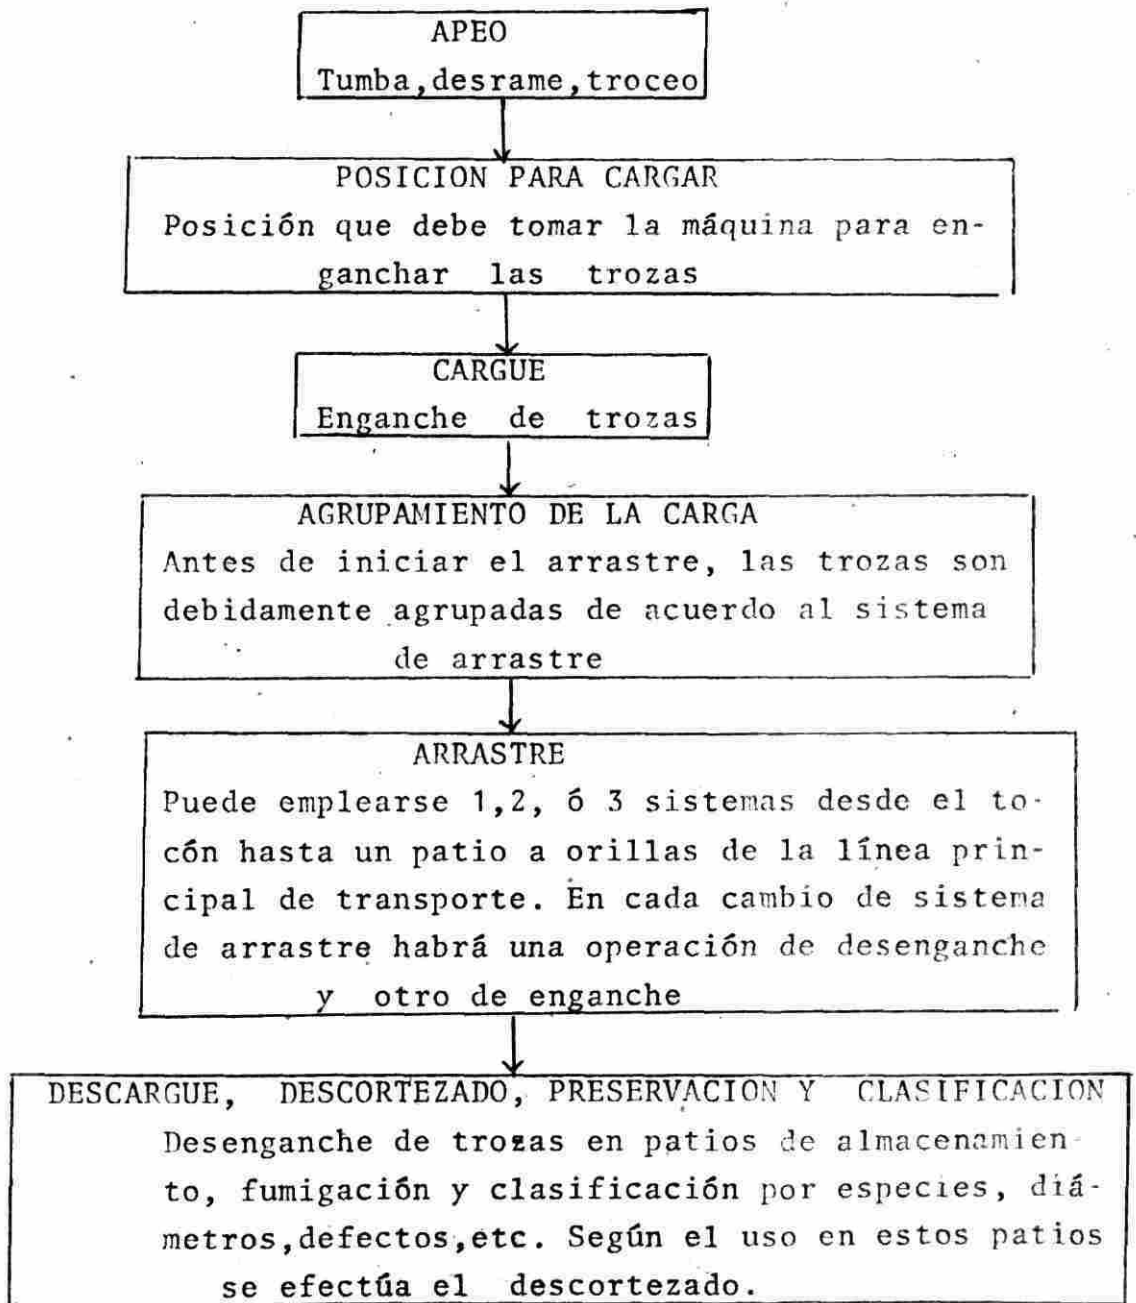 APEO
Tumba,desrame,troceo
POSICION PARA CARGAR
Posición que debe tomar la máquina para en-
ganchar las trozas
CARGUE
Enganche de trozas
AGRUPAMIENTO DE LA CARGA
Antes de iniciar el arrastre, las trozas son
debidamente agrupadas de acuerdo al sistema
de arrastre
ARRASTRE
Puede emplearse 1,2, ó 3 sistemas desde el to-
cón hasta un patio a orillas de la línea prin-
cipal de transporte. En cada cambio de sistema
de arrastre habrá una operación de desenganche
y otro de enganche
DESCARGUE, DESCORTEZADO, PRESERVACION Y CLASIFICACION
Desenganche de trozas en patios de almacenamien-
to, fumigación y clasificación por especies, diá-
metros,defectos,etc. Según el uso en estos patios
se efectúa el descortezado.